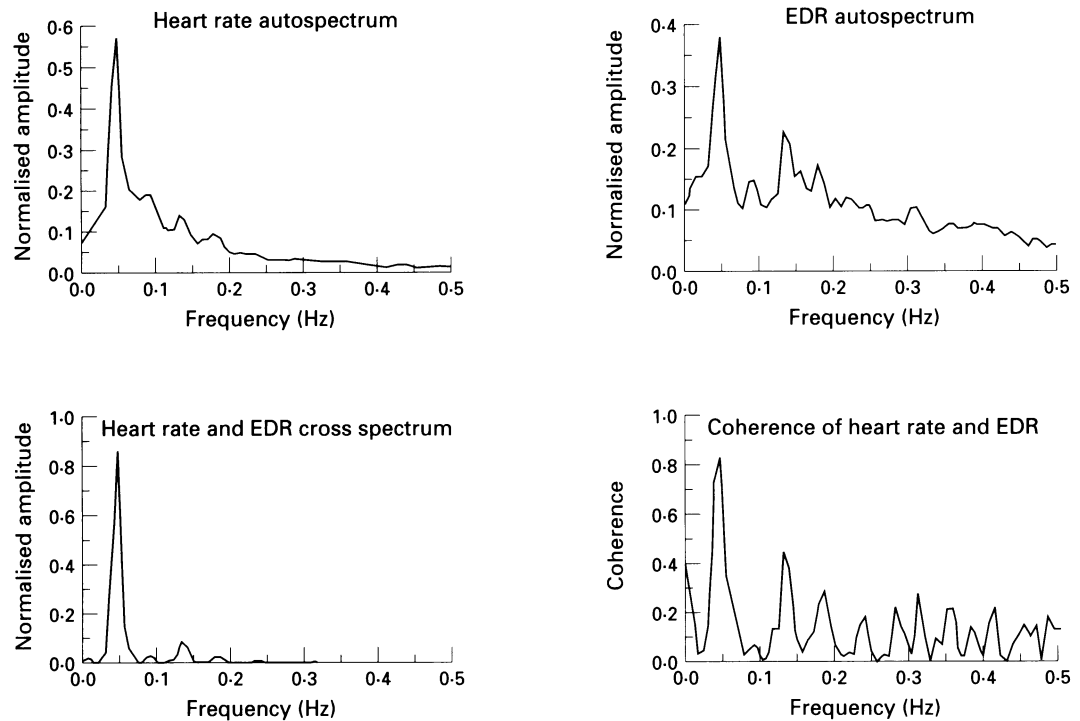 Heart rate autospectrum
Normalised amplitude
0·6
0·5
0·4
0·3
0·2
0·1
0·0
0·0 0·1 0·2 0·3 0·4 0·5
Frequency (Hz)
EDR autospectrum
Normalised amplitude
0·4
0·3
0·2
0·1
0·0
0·0 0·1 0·2 0·3 0·4 0·5
Frequency (Hz)
Heart rate and EDR cross spectrum
Normalised amplitude
1·0
0·8
0·6
0·4
0·2
0·0
0·0 0·1 0·2 0·3 0·4 0·5
Frequency (Hz)
Coherence of heart rate and EDR
Coherence
1·0
0·8
0·6
0·4
0·2
0·0
0·0 0·1 0·2 0·3 0·4 0·5
Frequency (Hz)